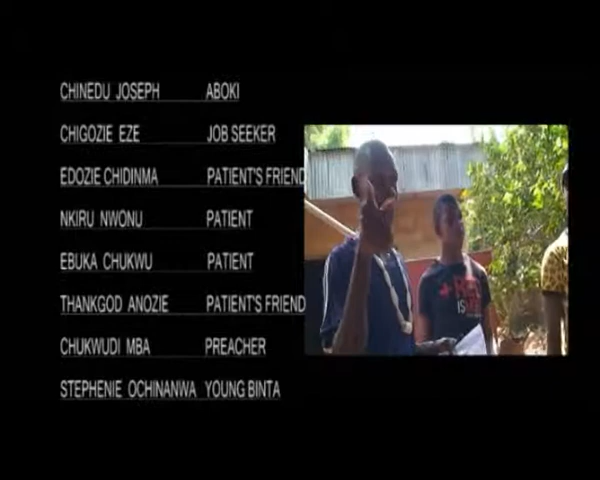 CHINEDU JOSEPH ABOKI
CHIGOZIE EZE JOB SEEKER
EDOZIE CHIDINMA PATIENT'S FRIEND
NKIRU NWONU PATIENT
EBUKA CHUKWU PATIENT
THANKGOD ANOZIE PATIENT'S FRIEND
CHUKWUDI MBA PREACHER
STEPHENIE OCHINANWA YOUNG BINTA
IS